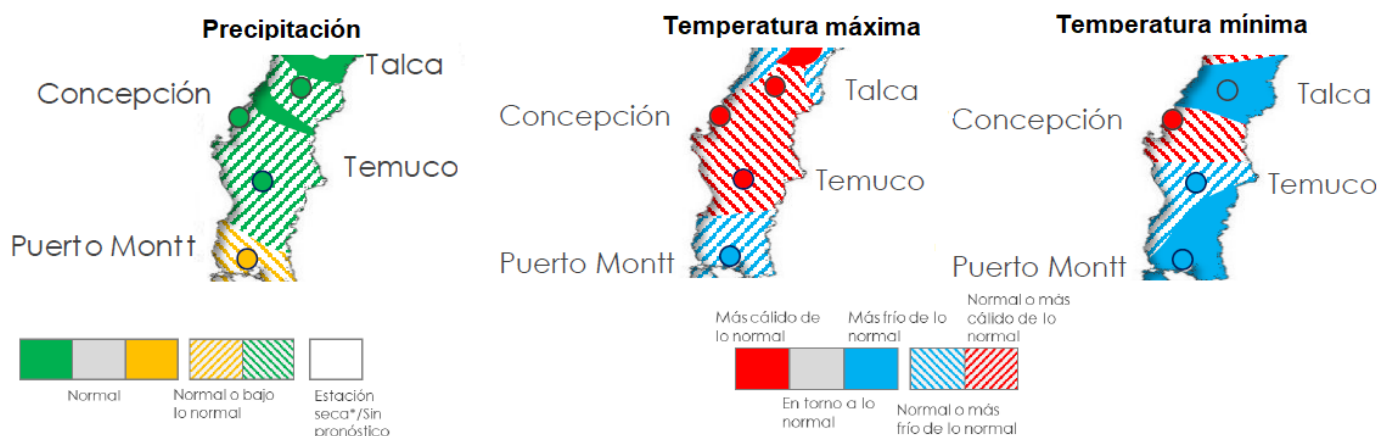 Precipitación
Talca
Concepción
Temuco
Puerto Montt
Temperatura máxima
Talca
Concepción
Temuco
Puerto Montt
Temperatura mínima
Talca
Concepción
Temuco
Puerto Montt
Normal
Normal o bajo
lo normal
Estación
seca*/Sin
pronóstico
Más cálido de
lo normal
Más frío de lo
normal
Normal o más
cálido de lo
normal
En torno a lo
normal
Normal o más
frío de lo normal